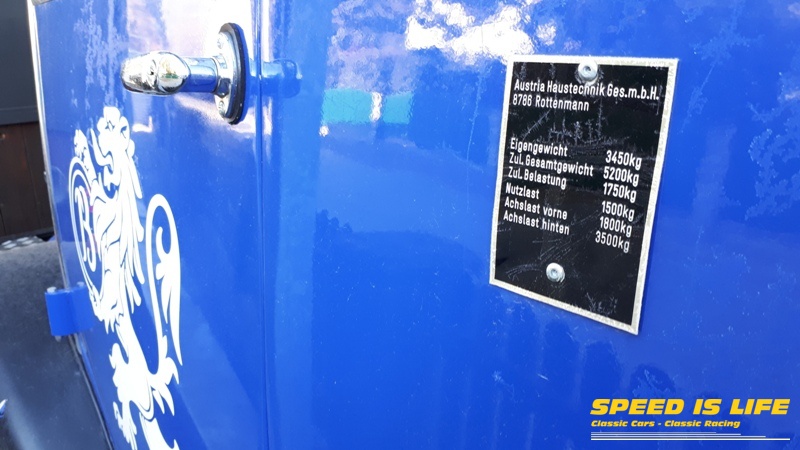 Austria Haustechnik Ges.m.b.H.
8786 Rottenmann
Eigengewicht 3450kg
Zul. Gesamtgewicht 5200kg
Zul. Belastung 1750kg
Nutzlast 1500kg
Achslast vorne 1800kg
Achslast hinten 3500kg
B
SPEED IS LIFE
Classic Cars - Classic Racing